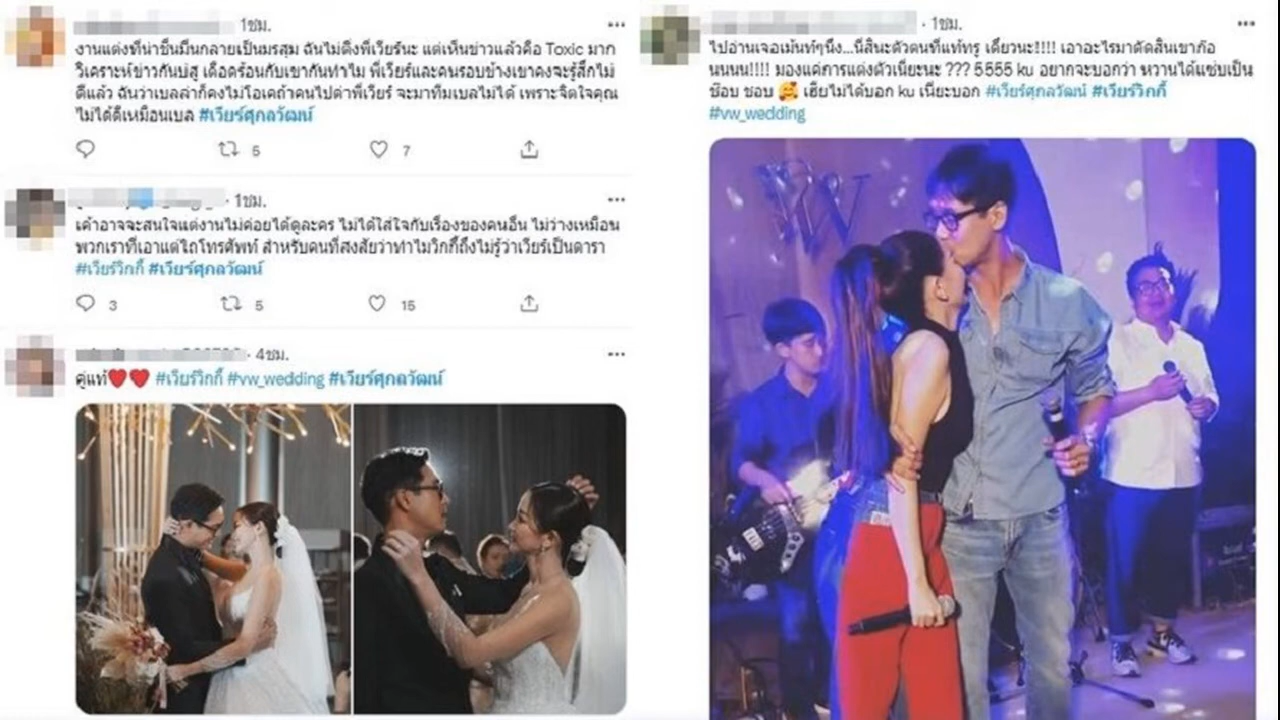 1ชม.
งานแต่งที่น่าชื่นมื่นกลายเป็นมรสุม ฉันไม่ติ่งพี่เวียร์นะ แต่เห็นข่าวแล้วคือ Toxic มาก
วิเคราะห์ข่าวกันบ่สู เดือดร้อนกับเขากันทำไม พี่เวียร์และคนรอบข้างเขาคงจะรู้สึกไม่
ดีแล้ว ฉันว่าเบลล่าก็คงไม่โอเคถ้าคนไปด่าพี่เวียร์ จะมาทีมเบลไม่ได้ เพราะจิตใจคุณ
ไม่ได้ดีเหมือนเบล #เวียร์ศุกลวัฒน์
5 7
· 1ชม.
เค้าอาจจะสนใจแต่งานไม่ค่อยได้ดูละคร ไม่ได้ใส่ใจกับเรื่องของคนอื่น ไม่ว่างเหมือน
พวกเราที่เอาแต่ไถโทรศัพท์ สำหรับคนที่สงสัยว่าทำไมวิกกี้ถึงไม่รู้ว่าเวียร์เป็นดารา
#เวียร์วิกกี้ #เวียร์ศุกลวัฒน์
3 5 15
· 4ชม.
คู่แท้❤️❤️ #เวียร์วิกกี้ #vw_wedding #เวียร์ศุกลวัฒน์
· 1ชม.
ไปอ่านเจอเม้นท์ๆนึง...นี่สินะตัวตนที่แท้ทรู เดี๋ยวนะ!!!!! เอาอะไรมาตัดสินเขาก๊อ
นนนน!!!! มองแค่การแต่งตัวเนี่ยะนะ ??? 5555 ku อยากจะบอกว่า หวานได้แซ่บเป็น
ช๊อบ ชอบ 🥰 เฮียไม่ได้บอก ku เนี่ยะบอก #เวียร์ศุกลวัฒน์ #เวียร์วิกกี้
#vw_wedding
VW